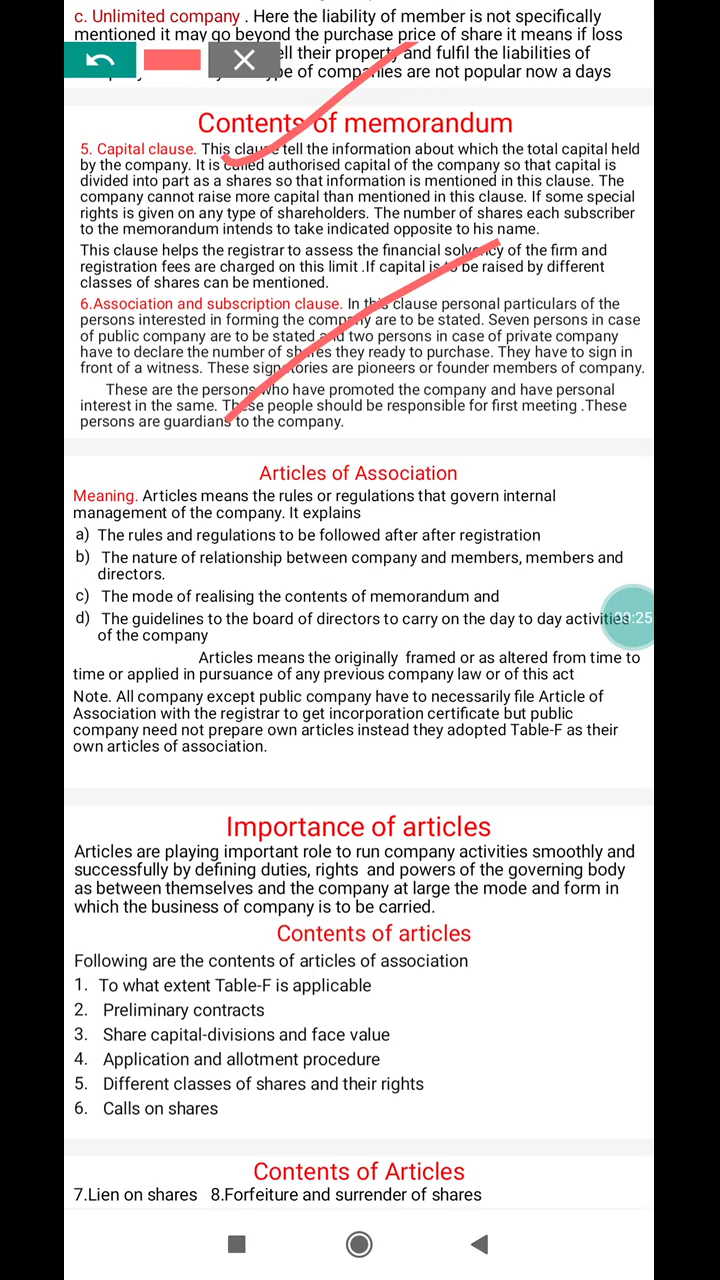 c. Unlimited company . Here the liability of member is not specifically
mentioned it may go beyond the purchase price of share it means if loss
ell their property and fulfil the liabilities of
pe of companies are not popular now a days
Contents of memorandum
5. Capital clause. This clause tell the information about which the total capital held
by the company. It is called authorised capital of the company so that capital is
divided into part as a shares so that information is mentioned in this clause. The
company cannot raise more capital than mentioned in this clause. If some special
rights is given on any type of shareholders. The number of shares each subscriber
to the memorandum intends to take indicated opposite to his name.
This clause helps the registrar to assess the financial solvency of the firm and
registration fees are charged on this limit .If capital is to be raised by different
classes of shares can be mentioned.
6.Association and subscription clause. In this clause personal particulars of the
persons interested in forming the company are to be stated. Seven persons in case
of public company are to be stated and two persons in case of private company
have to declare the number of shares they ready to purchase. They have to sign in
front of a witness. These signatories are pioneers or founder members of company.
These are the persons who have promoted the company and have personal
interest in the same. These people should be responsible for first meeting .These
persons are guardians to the company.
Articles of Association
Meaning. Articles means the rules or regulations that govern internal
management of the company. It explains
a) The rules and regulations to be followed after after registration
b) The nature of relationship between company and members, members and
directors.
c) The mode of realising the contents of memorandum and
d) The guidelines to the board of directors to carry on the day to day activities
of the company
00:25
Articles means the originally framed or as altered from time to
time or applied in pursuance of any previous company law or of this act
Note. All company except public company have to necessarily file Article of
Association with the registrar to get incorporation certificate but public
company need not prepare own articles instead they adopted Table-F as their
own articles of association.
Importance of articles
Articles are playing important role to run company activities smoothly and
successfully by defining duties, rights and powers of the governing body
as between themselves and the company at large the mode and form in
which the business of company is to be carried.
Contents of articles
Following are the contents of articles of association
1. To what extent Table-F is applicable
2. Preliminary contracts
3. Share capital-divisions and face value
4. Application and allotment procedure
5. Different classes of shares and their rights
6. Calls on shares
Contents of Articles
7.Lien on shares 8.Forfeiture and surrender of shares